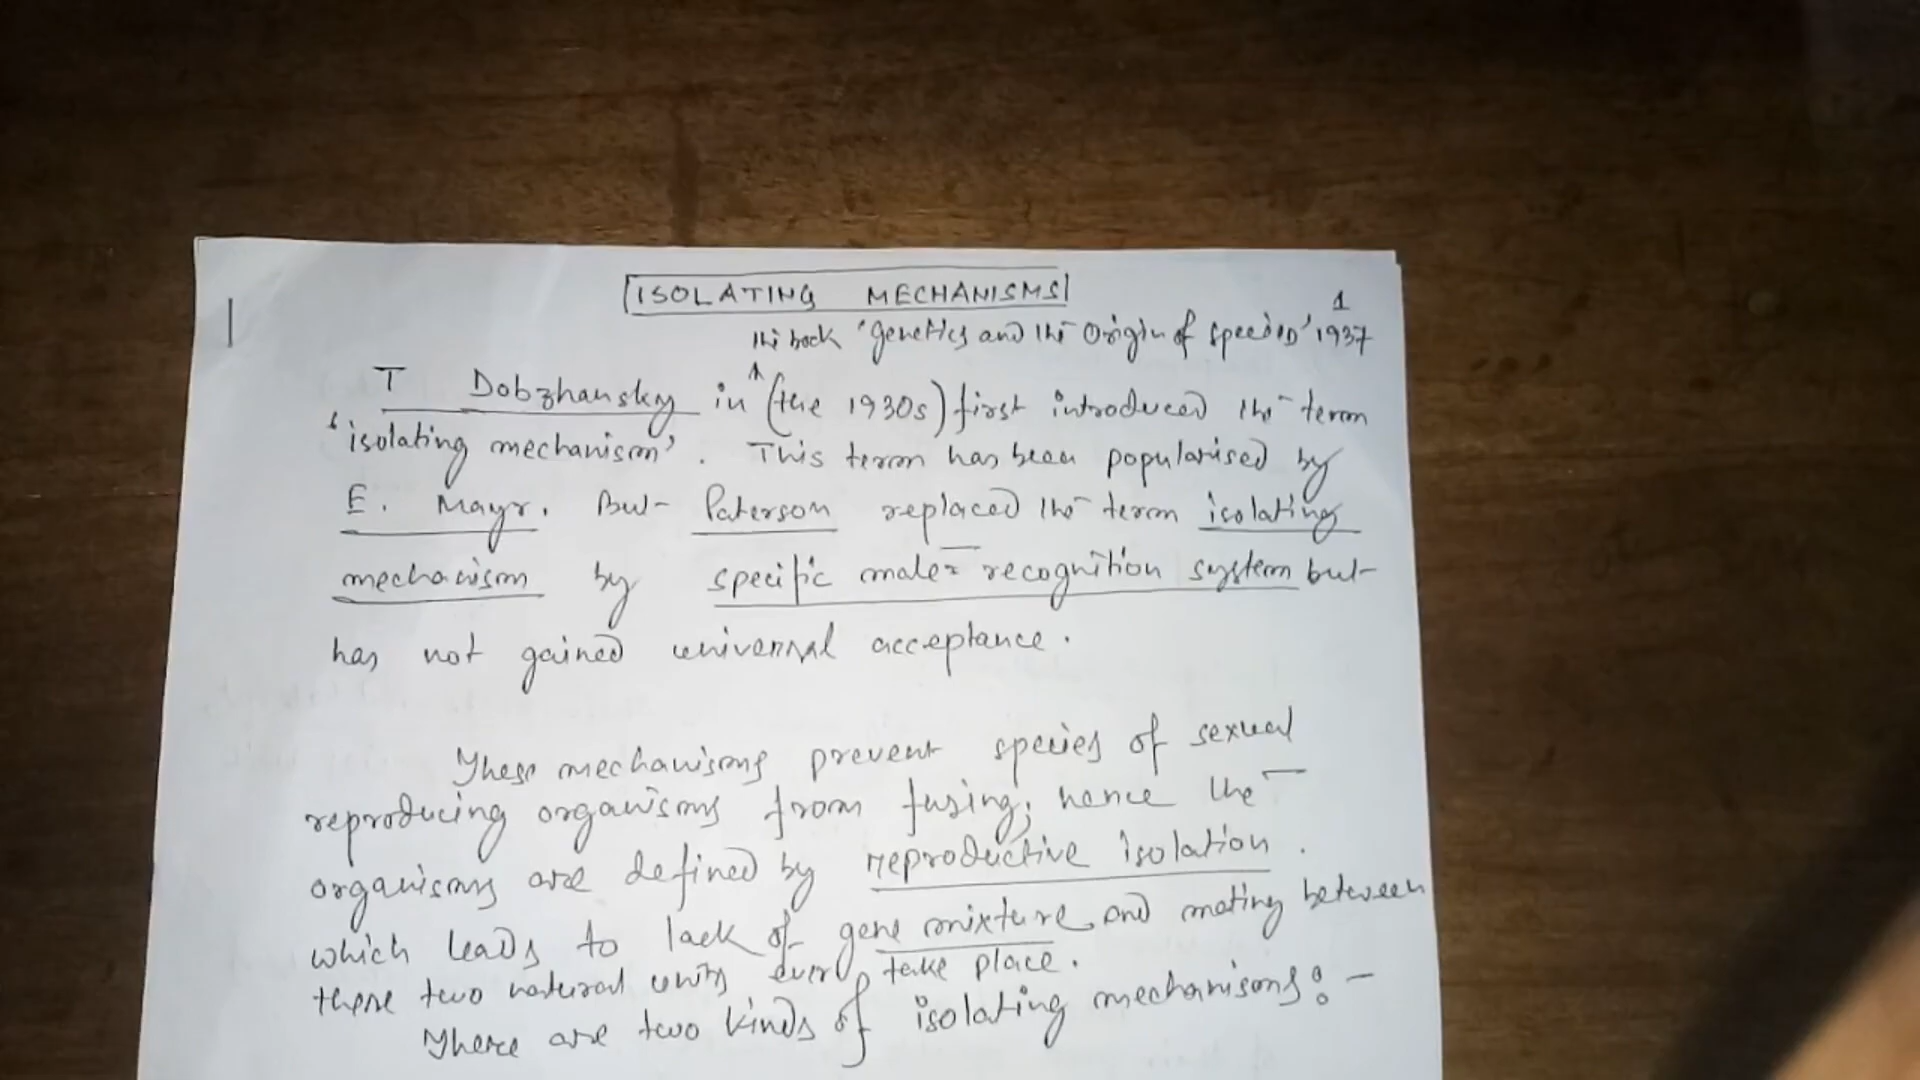 1
ISOLATING MECHANISMS
the book 'Genetics and the Origin of species' 1937
T Dobzhansky in (the 1930s) first introduced the term
'isolating mechanism'. This term has been popularised by
E. Mayr. But Paterson replaced the term isolating
mechanism by specific mate-recognition system but
has not gained universal acceptance.
These mechanisms prevent species of sexual
reproducing organisms from fusing; hence the
organisms are defined by reproductive isolation.
which leads to lack of gene mixture and mating between
these two natural units ever take place.
There are two kinds of isolating mechanisms: -